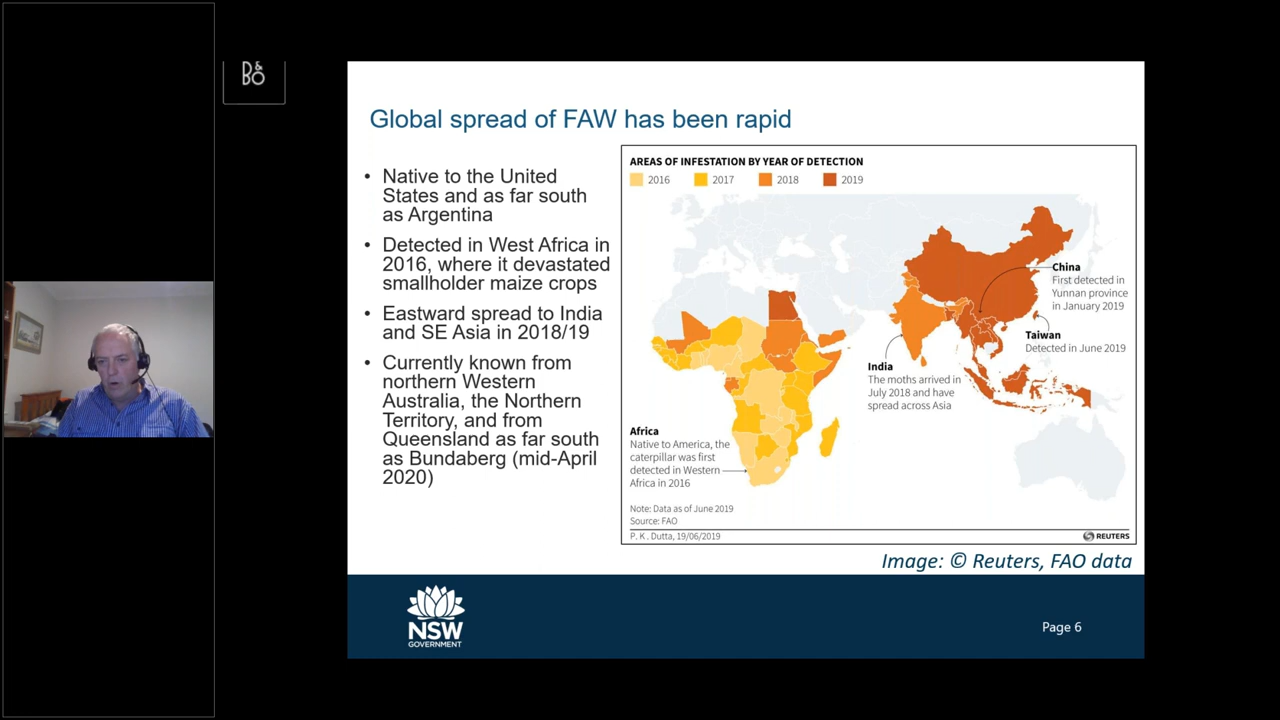 B&O
Global spread of FAW has been rapid
• Native to the United
States and as far south
as Argentina
• Detected in West Africa in
2016, where it devastated
smallholder maize crops
• Eastward spread to India
and SE Asia in 2018/19
• Currently known from
northern Western
Australia, the Northern
Territory, and from
Queensland as far south
as Bundaberg (mid-April
2020)
AREAS OF INFESTATION BY YEAR OF DETECTION
2016 2017 2018 2019
China
First detected in
Yunnan province
in January 2019
Taiwan
Detected in June 2019
India
The moths arrived in
July 2018 and have
spread across Asia
Africa
Native to America, the
caterpillar was first
detected in Western
Africa in 2016
Note: Data as of June 2019
Source: FAO
P. K. Dutta, 19/06/2019
REUTERS
Image: © Reuters, FAO data
NSW
GOVERNMENT
Page 6